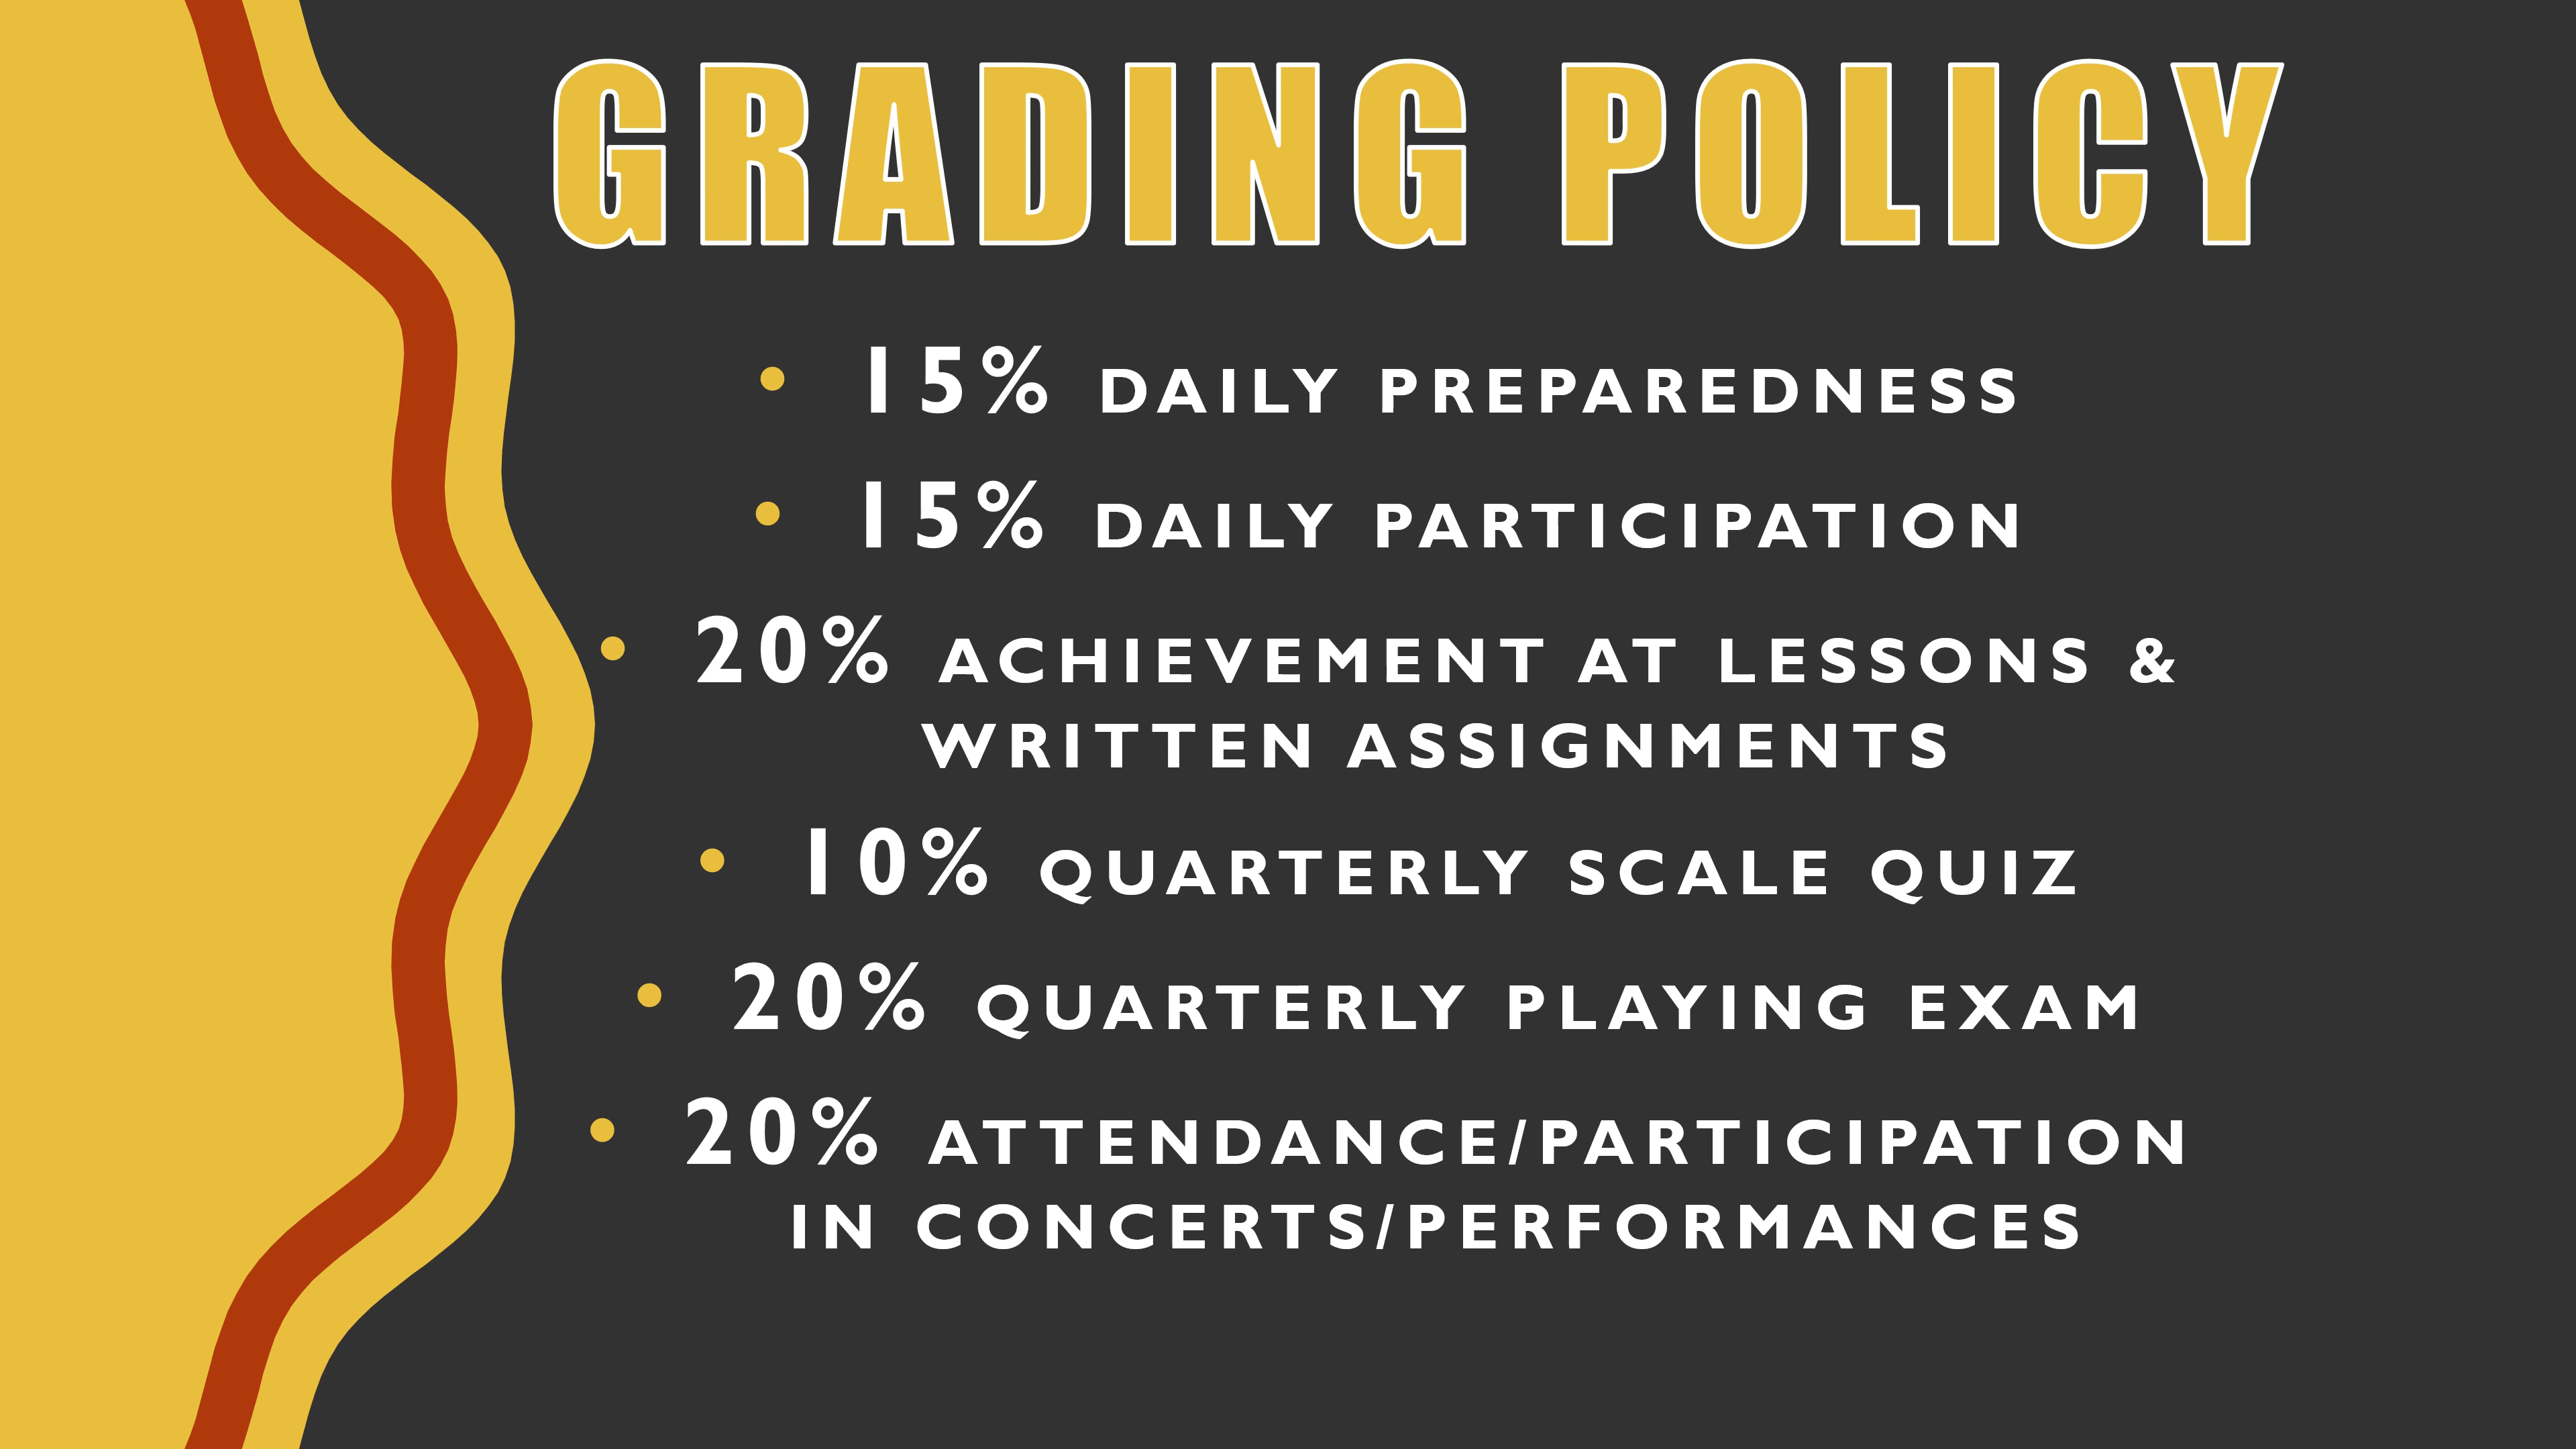 GRADING POLICY
• 15% DAILY PREPAREDNESS
• 15% DAILY PARTICIPATION
• 20% ACHIEVEMENT AT LESSONS &
WRITTEN ASSIGNMENTS
• 10% QUARTERLY SCALE QUIZ
• 20% QUARTERLY PLAYING EXAM
• 20% ATTENDANCE/PARTICIPATION
IN CONCERTS/PERFORMANCES